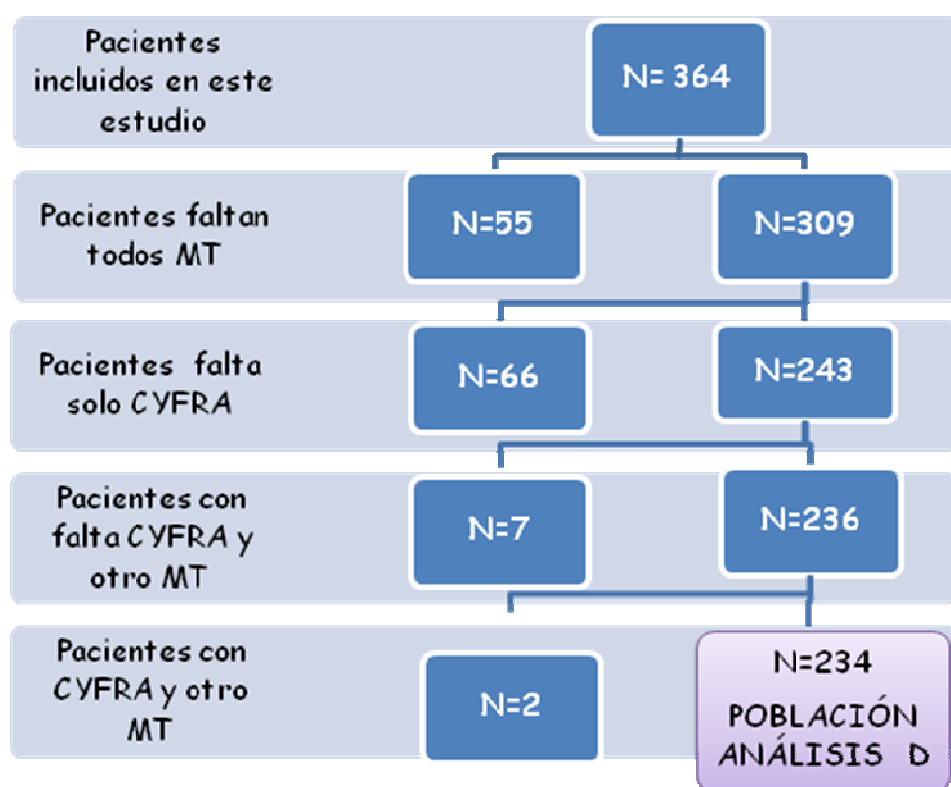 Pacientes
incluidos en este
estudio
N= 364
Pacientes faltan
todos MT
N=55
N=309
Pacientes falta
solo CYFRA
N=66
N=243
Pacientes con
falta CYFRA y
otro MT
N=7
N=236
Pacientes con
CYFRA y otro
MT
N=2
N=234
POBLACIÓN
ANÁLISIS D